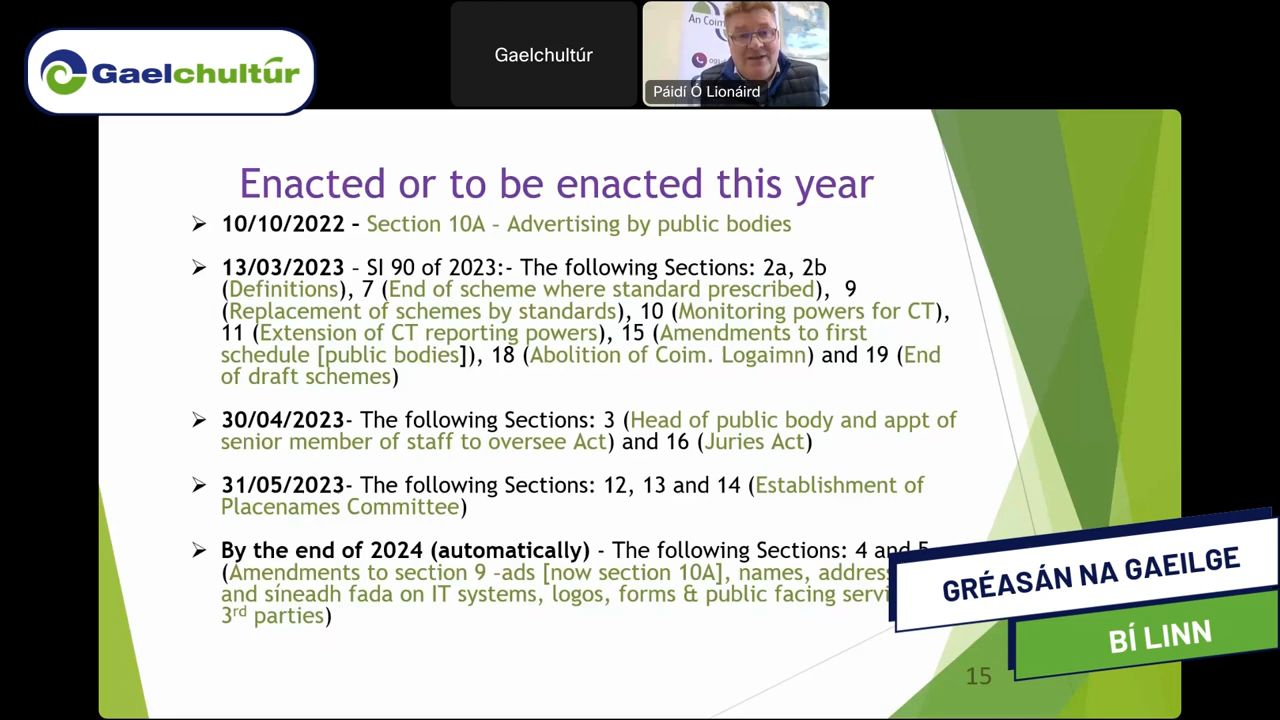 Gaelchultúr
Gaelchultúr
An Coim
Páidí Ó Lionáird
Enacted or to be enacted this year
➢ 10/10/2022 – Section 10A – Advertising by public bodies
➢ 13/03/2023 – SI 90 of 2023:- The following Sections: 2a, 2b
(Definitions), 7 (End of scheme where standard prescribed), 9
(Replacement of schemes by standards), 10 (Monitoring powers for CT),
11 (Extension of CT reporting powers), 15 (Amendments to first
schedule [public bodies]), 18 (Abolition of Coim. Logaimn) and 19 (End
of draft schemes)
➢ 30/04/2023- The following Sections: 3 (Head of public body and appt of
senior member of staff to oversee Act) and 16 (Juries Act)
➢ 31/05/2023- The following Sections: 12, 13 and 14 (Establishment of
Placenames Committee)
➢ By the end of 2024 (automatically) - The following Sections: 4 and 5
(Amendments to section 9 –ads [now section 10A], names, address
and síneadh fada on IT systems, logos, forms & public facing servi
3rd parties)
GRÉASÁN NA GAEILGE
BÍ LINN
15